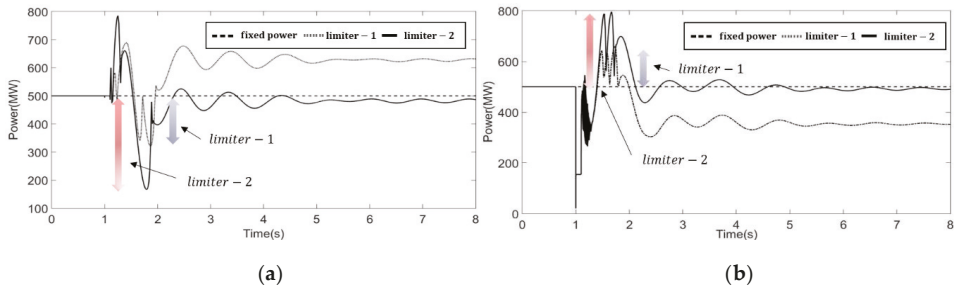 fixed power limiter−1 limiter−2
Power(MW)
800
700
600
500
400
300
200
100
limiter − 1
limiter − 2
0 1 2 3 4 5 6 7 8
Time(s)
(a)
fixed power limiter−1 limiter−2
Power(MW)
800
600
400
200
0
limiter − 1
limiter − 2
0 1 2 3 4 5 6 7 8
Time(s)
(b)